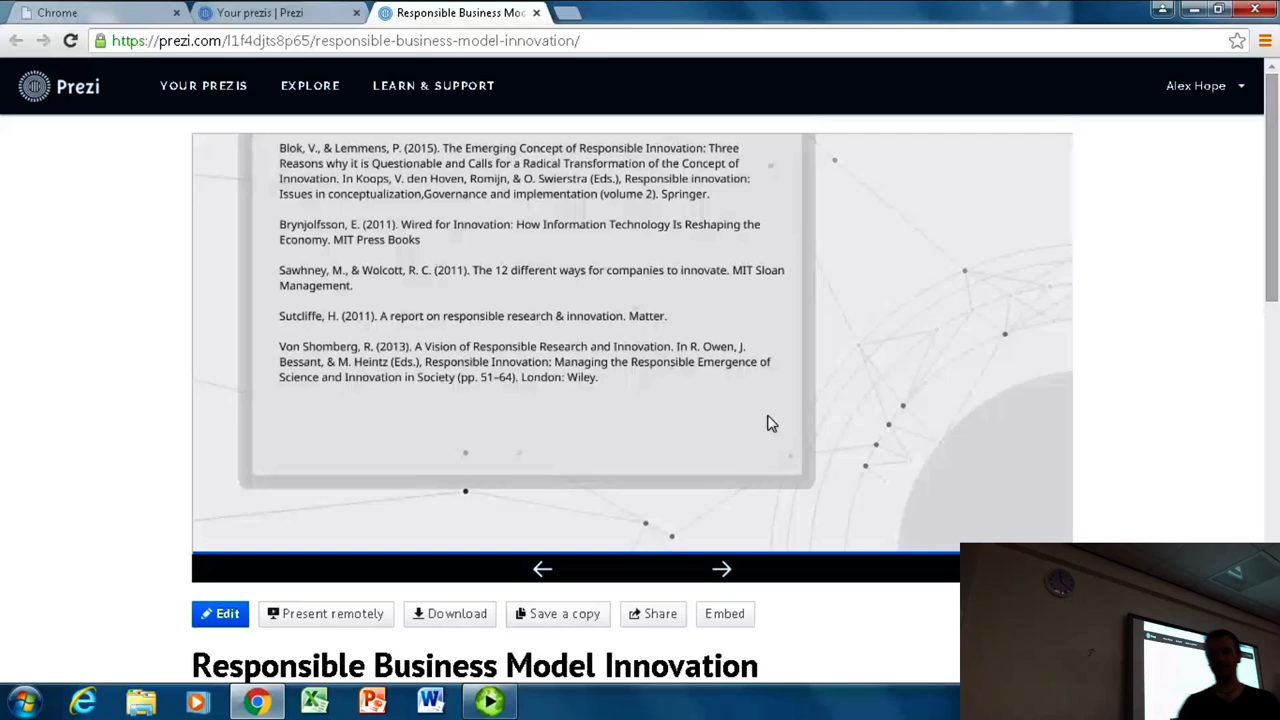 Chrome
Your prezis | Prezi
Responsible Business Mod
https://prezi.com/l1f4djts8p65/responsible-business-model-innovation/
Prezi
YOUR PREZIS
EXPLORE
LEARN & SUPPORT
Alex Hope
Blok, V., & Lemmens, P. (2015). The Emerging Concept of Responsible Innovation: Three
Reasons why it is Questionable and Calls for a Radical Transformation of the Concept of
Innovation. In Koops, V. den Hoven, Romijn, & O. Swierstra (Eds.), Responsible innovation:
Issues in conceptualization,Governance and implementation (volume 2). Springer.
Brynjolfsson, E. (2011). Wired for Innovation: How Information Technology Is Reshaping the
Economy. MIT Press Books
Sawhney, M., & Wolcott, R. C. (2011). The 12 different ways for companies to innovate. MIT Sloan
Management.
Sutcliffe, H. (2011). A report on responsible research & innovation. Matter.
Von Shomberg, R. (2013). A Vision of Responsible Research and Innovation. In R. Owen, J.
Bessant, & M. Heintz (Eds.), Responsible Innovation: Managing the Responsible Emergence of
Science and Innovation in Society (pp. 51–64). London: Wiley.
Edit
Present remotely
Download
Save a copy
Share
Embed
Responsible Business Model Innovation